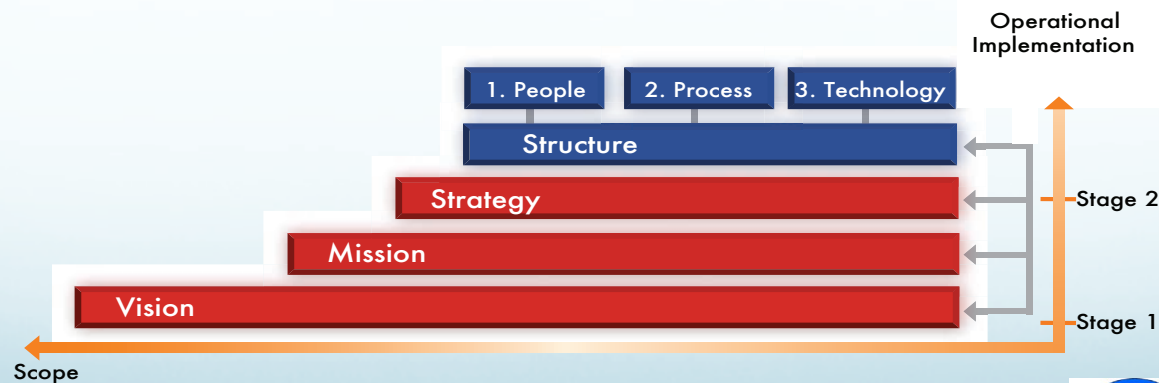 Operational
Implementation
1. People
2. Process
3. Technology
Structure
Strategy
Stage 2
Mission
Vision
Stage 1
Scope